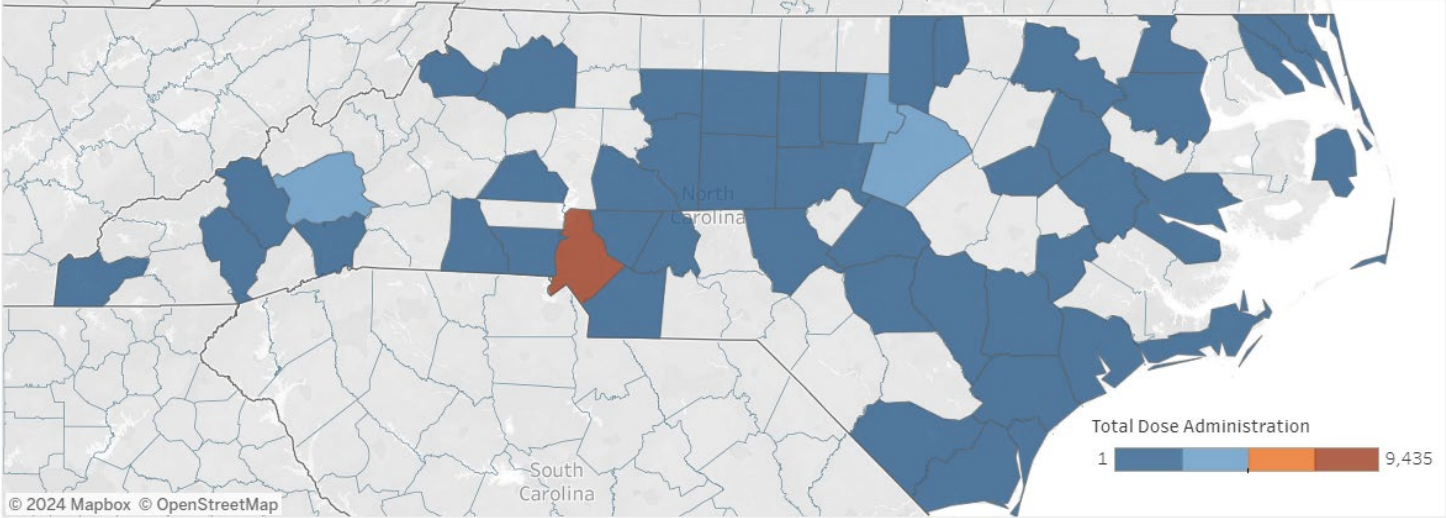 North
Carolina
Total Dose Administration
1 9,435
South
Carolina
© 2024 Mapbox © OpenStreetMap